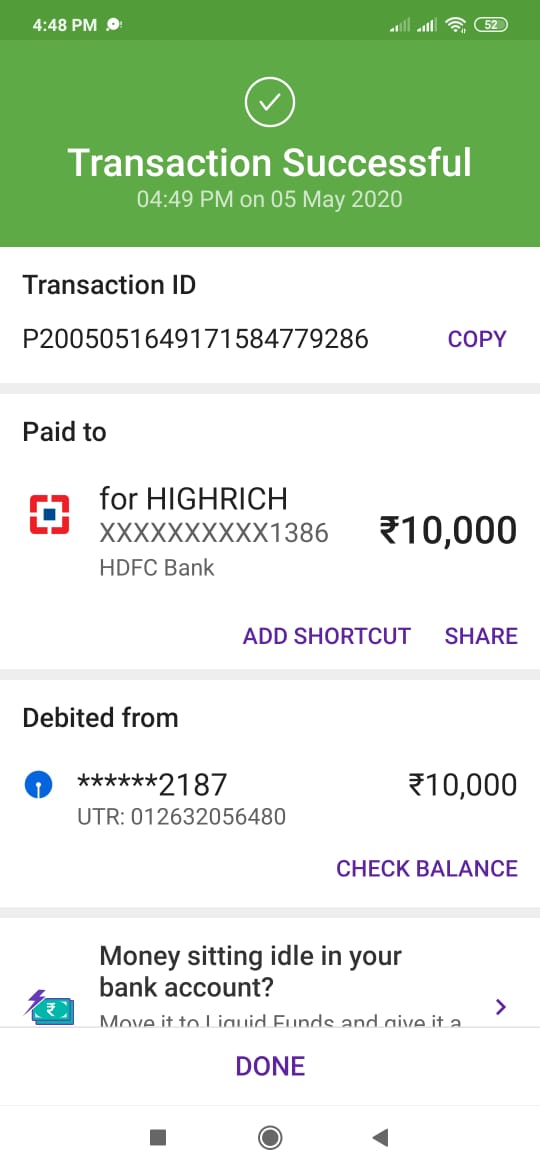 4:48 PM
52
Transaction Successful
04:49 PM on 05 May 2020
Transaction ID
P2005051649171584779286
COPY
Paid to
for HIGHRICH
XXXXXXXXXX1386
₹10,000
HDFC Bank
ADD SHORTCUT
SHARE
Debited from
******2187
₹10,000
UTR: 012632056480
CHECK BALANCE
Money sitting idle in your
bank account?
₹
Move it to Liquid Funds and give it a
DONE